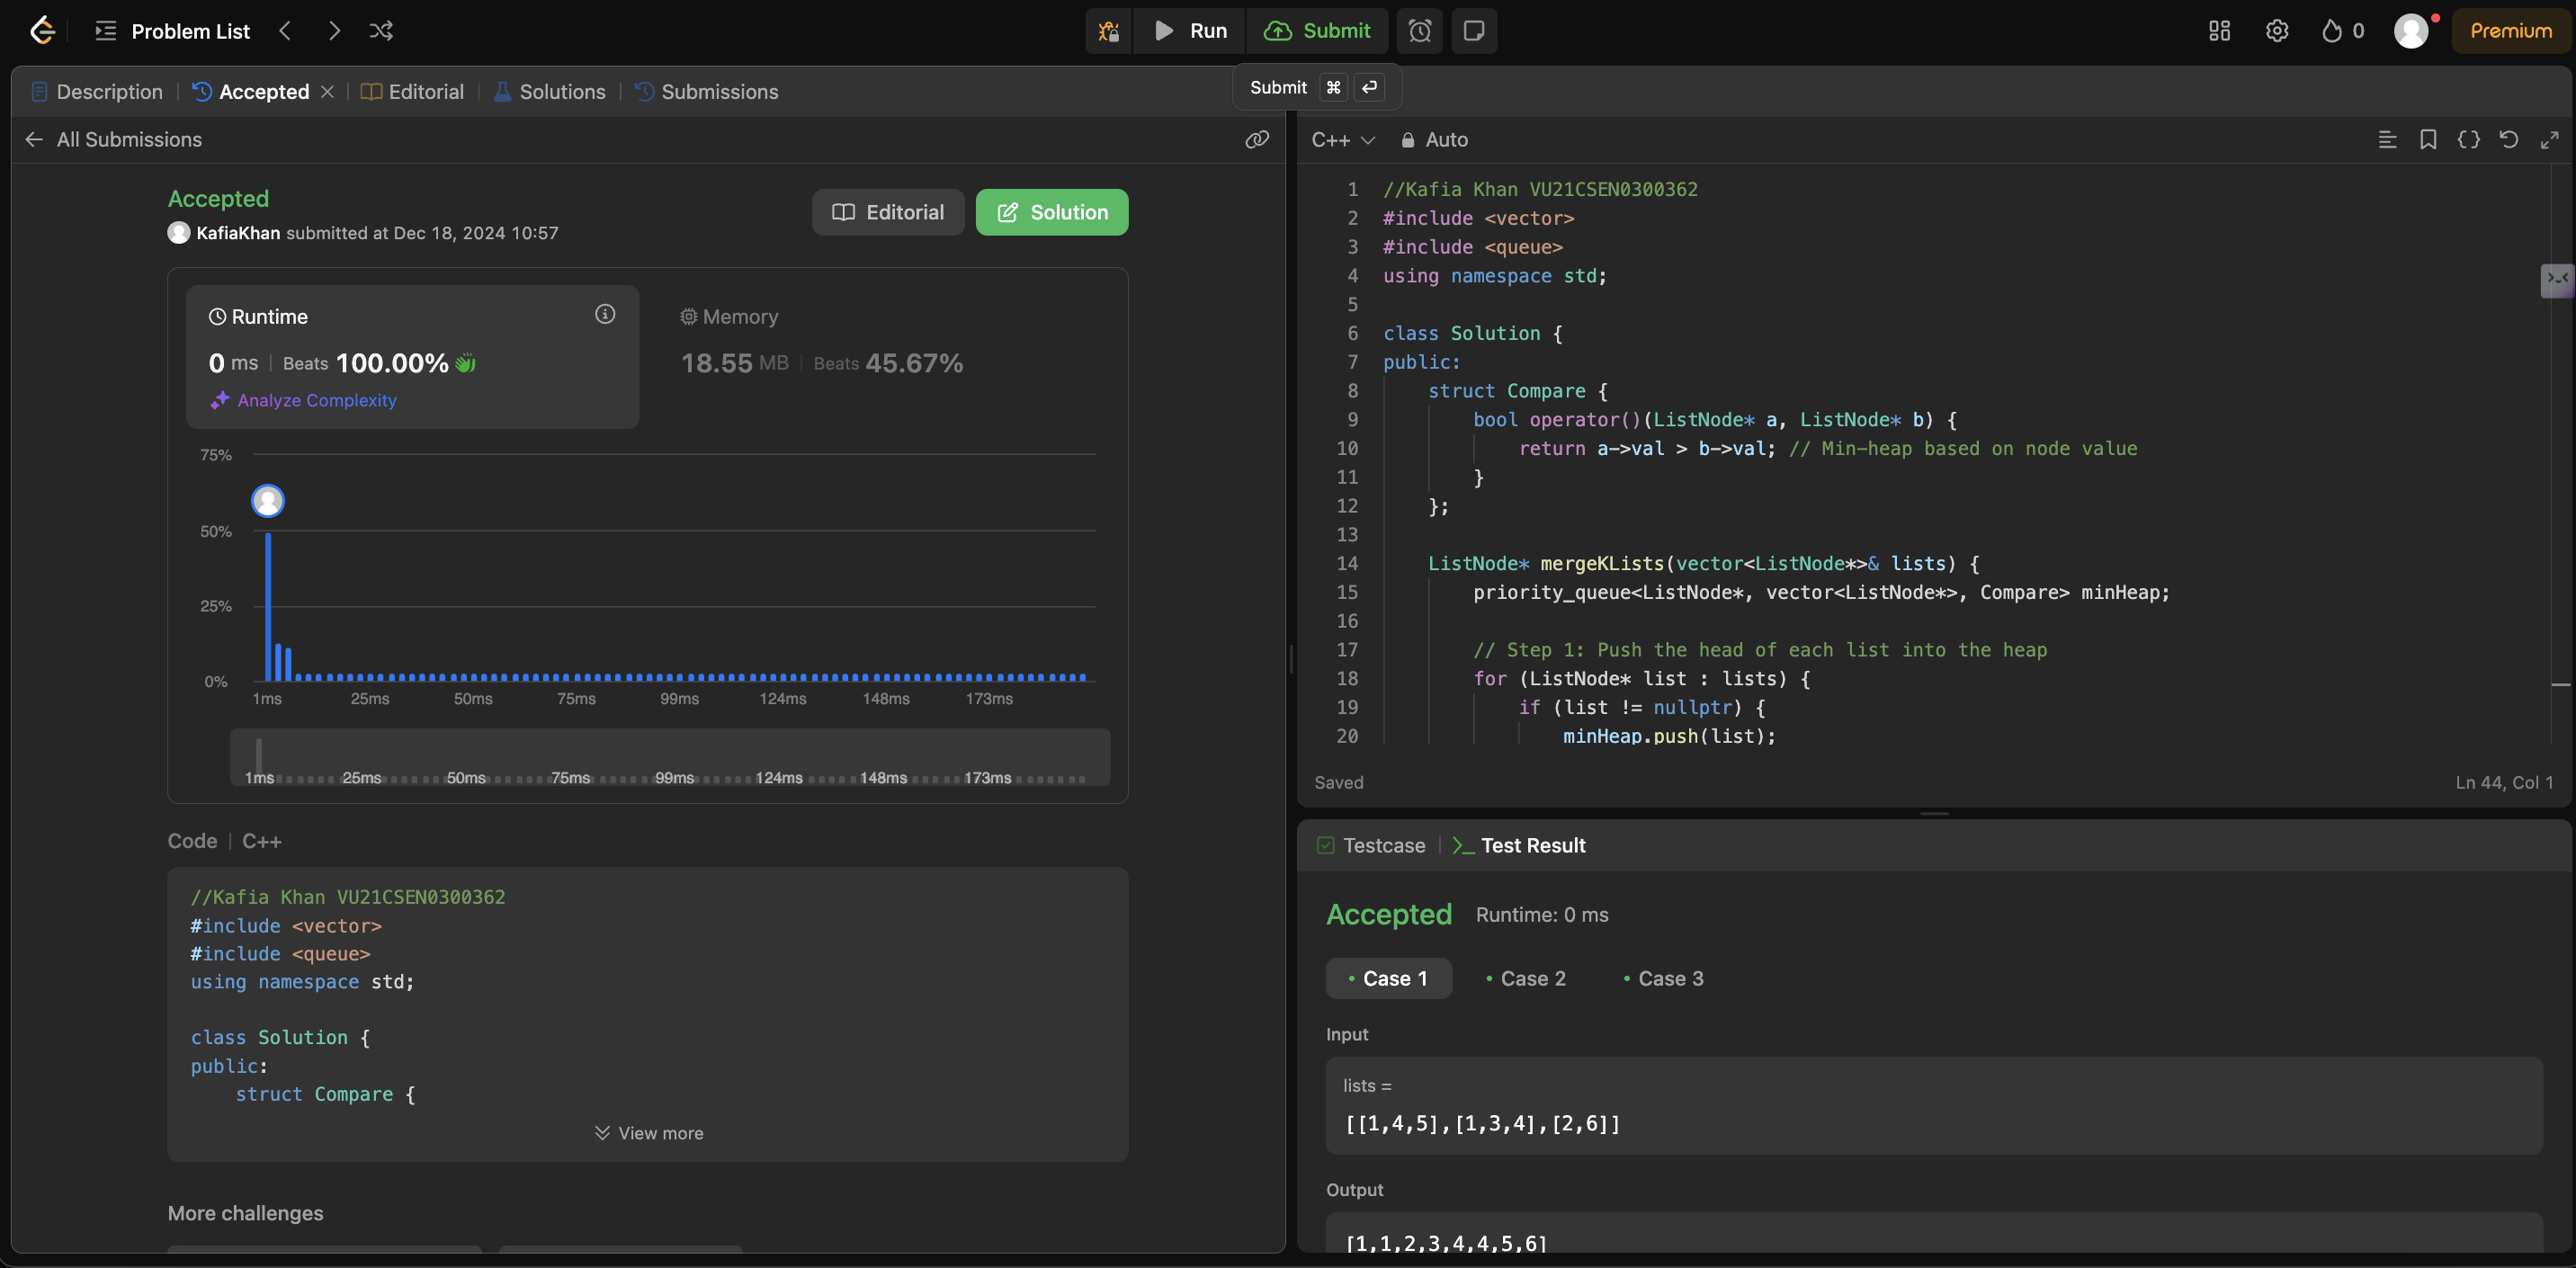 Problem List
Run
Submit
0
Premium
Description
Accepted
Editorial
Solutions
Submissions
Submit ⌘ ↵
All Submissions
Accepted
KafiaKhan submitted at Dec 18, 2024 10:57
Editorial
Solution
Runtime
0 ms | Beats 100.00%
Analyze Complexity
Memory
18.55 MB | Beats 45.67%
75%
50%
25%
0%
1ms 25ms 50ms 75ms 99ms 124ms 148ms 173ms
1ms 25ms 50ms 75ms 99ms 124ms 148ms 173ms
Code | C++
//Kafia Khan VU21CSEN0300362
#include <vector>
#include <queue>
using namespace std;
class Solution {
public:
struct Compare {
View more
More challenges
C++
Auto
1 //Kafia Khan VU21CSEN0300362
2 #include <vector>
3 #include <queue>
4 using namespace std;
5
6 class Solution {
7 public:
8 struct Compare {
9 bool operator()(ListNode* a, ListNode* b) {
10 return a->val > b->val; // Min-heap based on node value
11 }
12 };
13
14 ListNode* mergeKLists(vector<ListNode*>& lists) {
15 priority_queue<ListNode*, vector<ListNode*>, Compare> minHeap;
16
17 // Step 1: Push the head of each list into the heap
18 for (ListNode* list : lists) {
19 if (list != nullptr) {
20 minHeap.push(list);
Saved
Ln 44, Col 1
Testcase
Test Result
Accepted
Runtime: 0 ms
Case 1
Case 2
Case 3
Input
lists =
[[1,4,5],[1,3,4],[2,6]]
Output
[1,1,2,3,4,4,5,6]